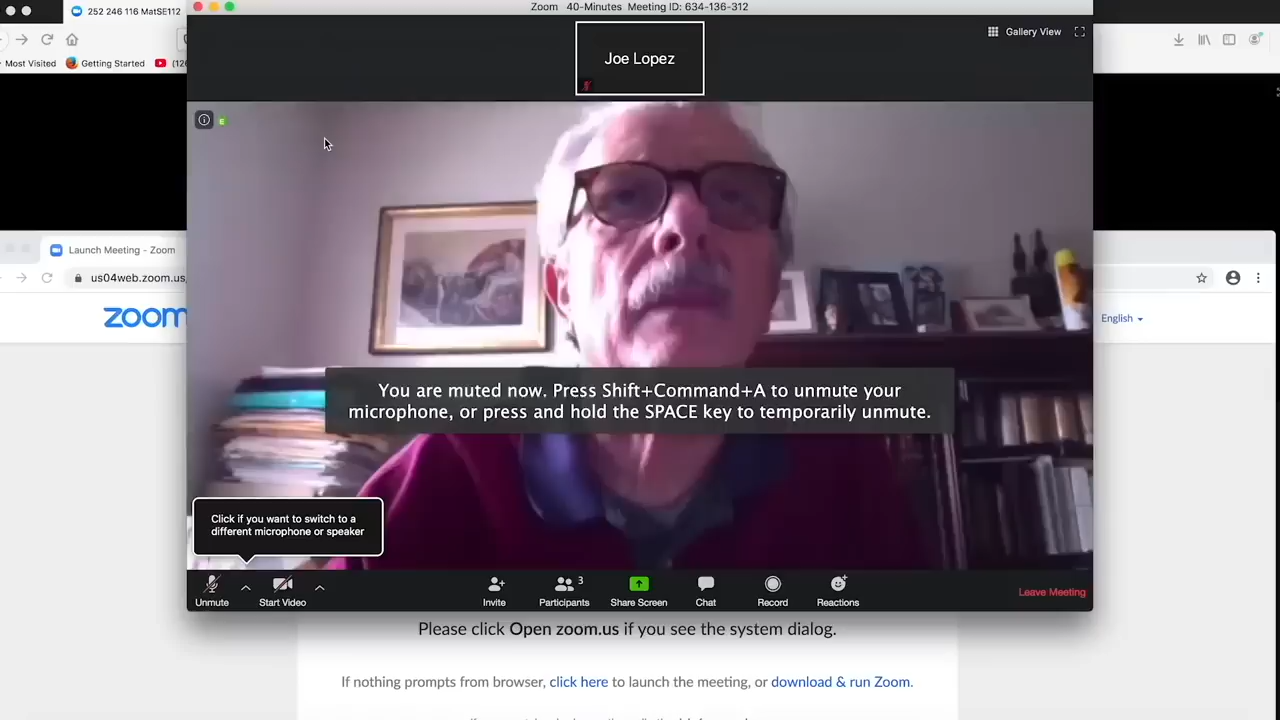 252 246 116 MatSE112
Zoom 40-Minutes Meeting ID: 634-136-312
Joe Lopez
Gallery View
Most Visited
Getting Started
E
Launch Meeting - Zoom
us04web.zoom.us
zoom
English
You are muted now. Press Shift+Command+A to unmute your
microphone, or press and hold the SPACE key to temporarily unmute.
Click if you want to switch to a
different microphone or speaker
Unmute
Start Video
Invite
3
Participants
Share Screen
Chat
Record
Reactions
Leave Meeting
Please click Open zoom.us if you see the system dialog.
If nothing prompts from browser, click here to launch the meeting, or download & run Zoom.